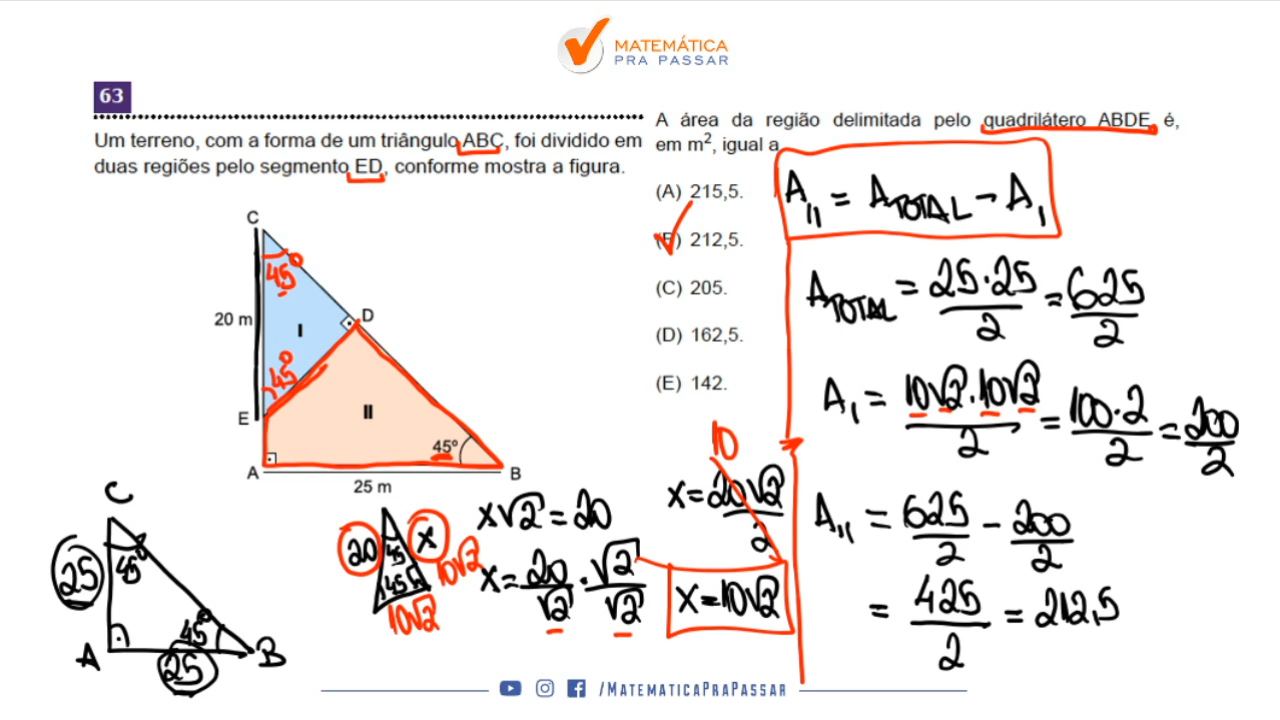 MATEMÁTICA
PRA PASSAR
63
Um terreno, com a forma de um triângulo ABC, foi dividido em
duas regiões pelo segmento ED, conforme mostra a figura.
C
45°
20 m
I
D
45°
E
II
45º
A
B
25 m
A área da região delimitada pelo quadrilátero ABDE é,
em m², igual a
(A) 215,5.
(B) 212,5.
(C) 205.
(D) 162,5.
(E) 142.
A_II = A_TOTAL - A_I
A_TOTAL = 25·25/2 = 625/2
A_I = 10√2·10√2/2 = 100·2/2 = 200/2
A_II = 625/2 - 200/2
= 425/2 = 212,5
C
25
45°
45°
A
25
B
20
x
45
45
10√2
10√2
x√2 = 20
x = 20/√2 · √2/√2
10
x = 20√2/2
x = 10√2
/MATEMATICAPRAPASSAR